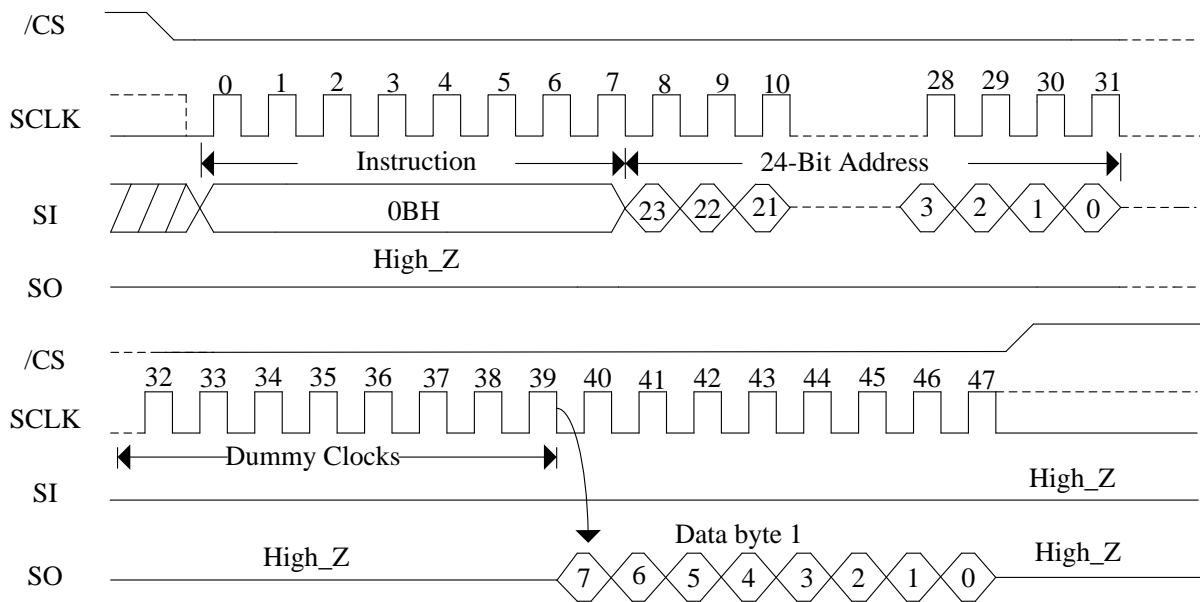 /CS
0 1 2 3 4 5 6 7 8 9 10 28 29 30 31
SCLK
Instruction 24-Bit Address
SI 0BH 23 22 21 3 2 1 0
High_Z
SO
/CS
32 33 34 35 36 37 38 39 40 41 42 43 44 45 46 47
SCLK
Dummy Clocks
SI High_Z
Data byte 1
SO High_Z 7 6 5 4 3 2 1 0 High_Z